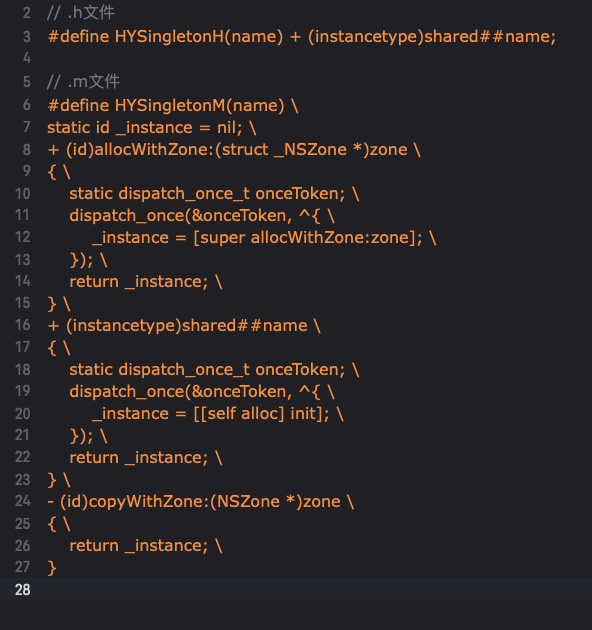 2 // .h文件
3 #define HYSingletonH(name) + (instancetype)shared##name;
4
5 // .m文件
6 #define HYSingletonM(name) \
7 static id _instance = nil; \
8 + (id)allocWithZone:(struct _NSZone *)zone \
9 { \
10     static dispatch_once_t onceToken; \
11     dispatch_once(&onceToken, ^{ \
12         _instance = [super allocWithZone:zone]; \
13     }); \
14     return _instance; \
15 } \
16 + (instancetype)shared##name \
17 { \
18     static dispatch_once_t onceToken; \
19     dispatch_once(&onceToken, ^{ \
20         _instance = [[self alloc] init]; \
21     }); \
22     return _instance; \
23 } \
24 - (id)copyWithZone:(NSZone *)zone \
25 { \
26     return _instance; \
27 }
28